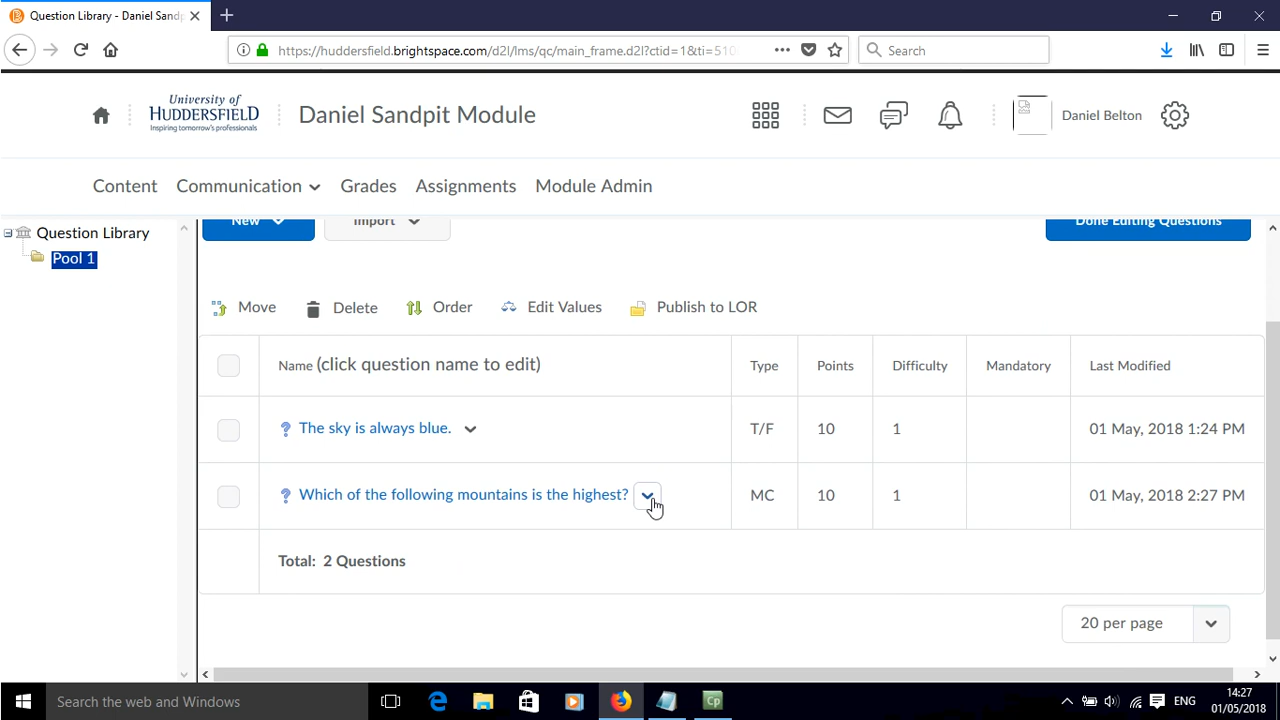 Question Library - Daniel Sandp
https://huddersfield.brightspace.com/d2l/lms/qc/main_frame.d2l?ctid=1&ti=510
Search
University of
HUDDERSFIELD
Inspiring tomorrow's professionals
Daniel Sandpit Module
Daniel Belton
Content
Communication
Grades
Assignments
Module Admin
Question Library
Pool 1
New
Import
Done Editing Questions
Move
Delete
Order
Edit Values
Publish to LOR
Name (click question name to edit)
Type
Points
Difficulty
Mandatory
Last Modified
The sky is always blue.
T/F
10
1
01 May, 2018 1:24 PM
Which of the following mountains is the highest?
MC
10
1
01 May, 2018 2:27 PM
Total: 2 Questions
20 per page
Search the web and Windows
Cp
ENG
14:27
01/05/2018